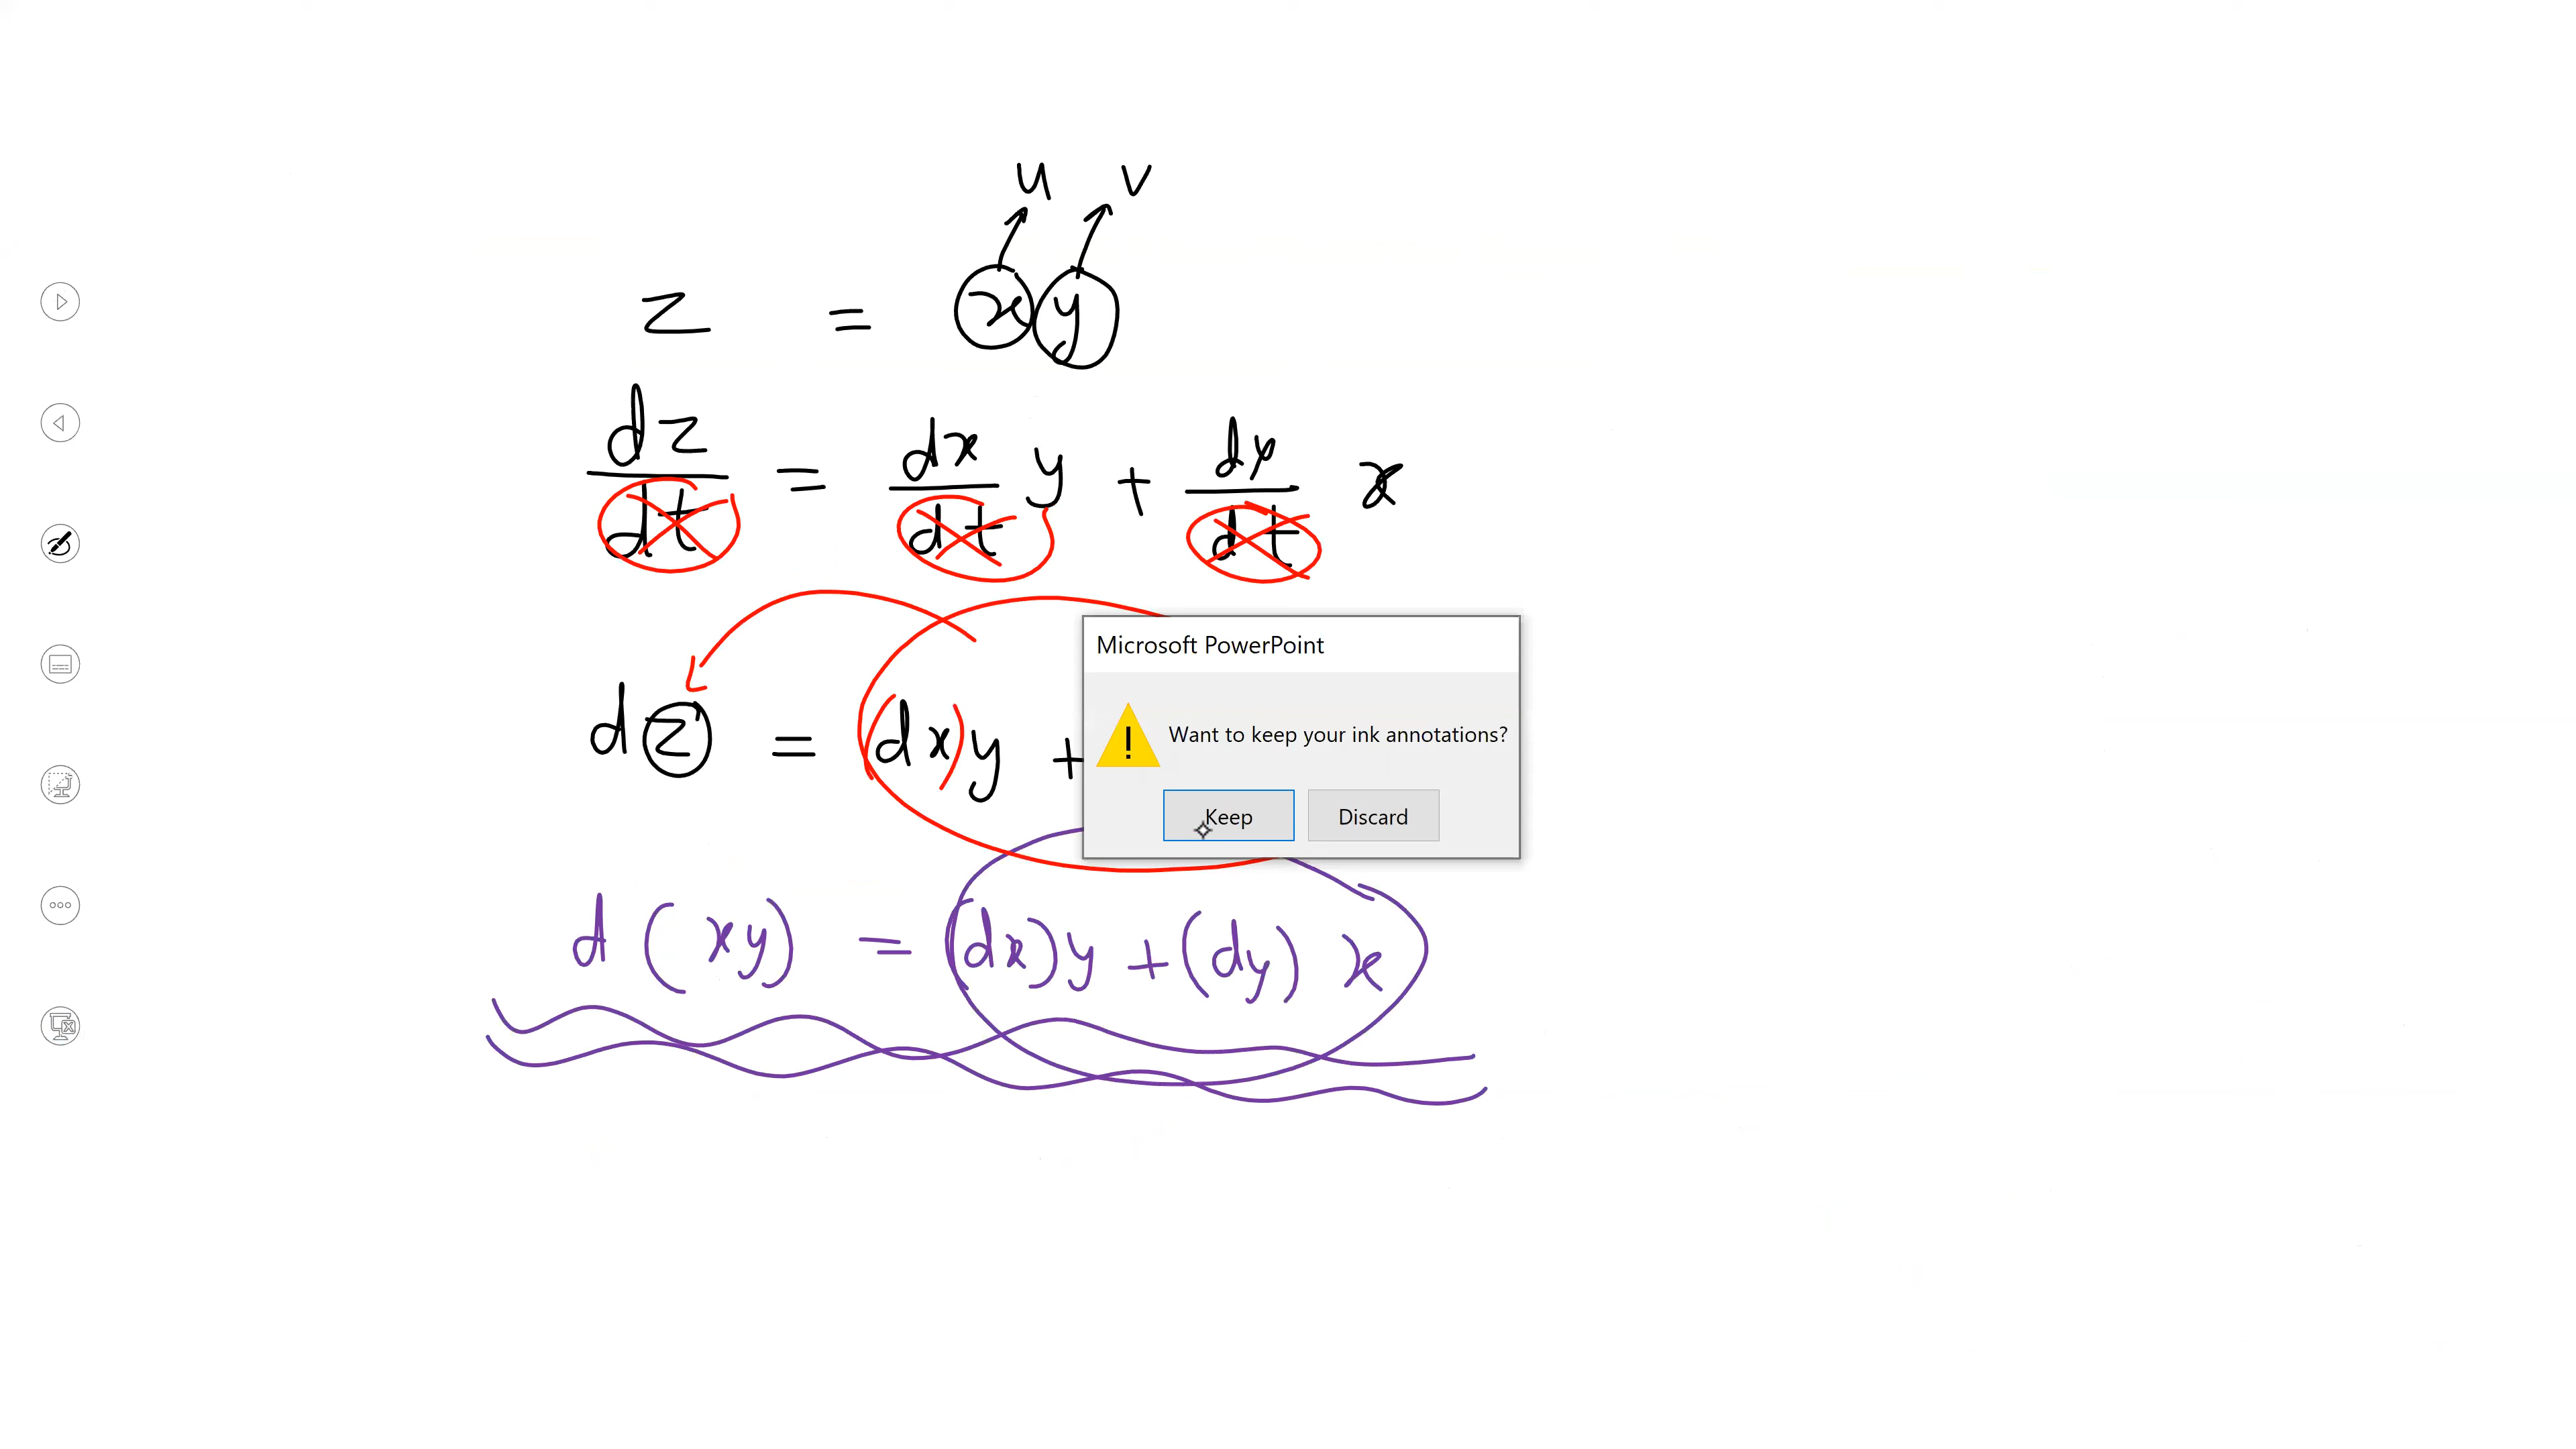 u v
z = xy
dz/dt = dx/dt y + dy/dt x
Microsoft PowerPoint
dz = (dx)y +
Want to keep your ink annotations?
Keep Discard
d(xy) = (dx)y + (dy) x